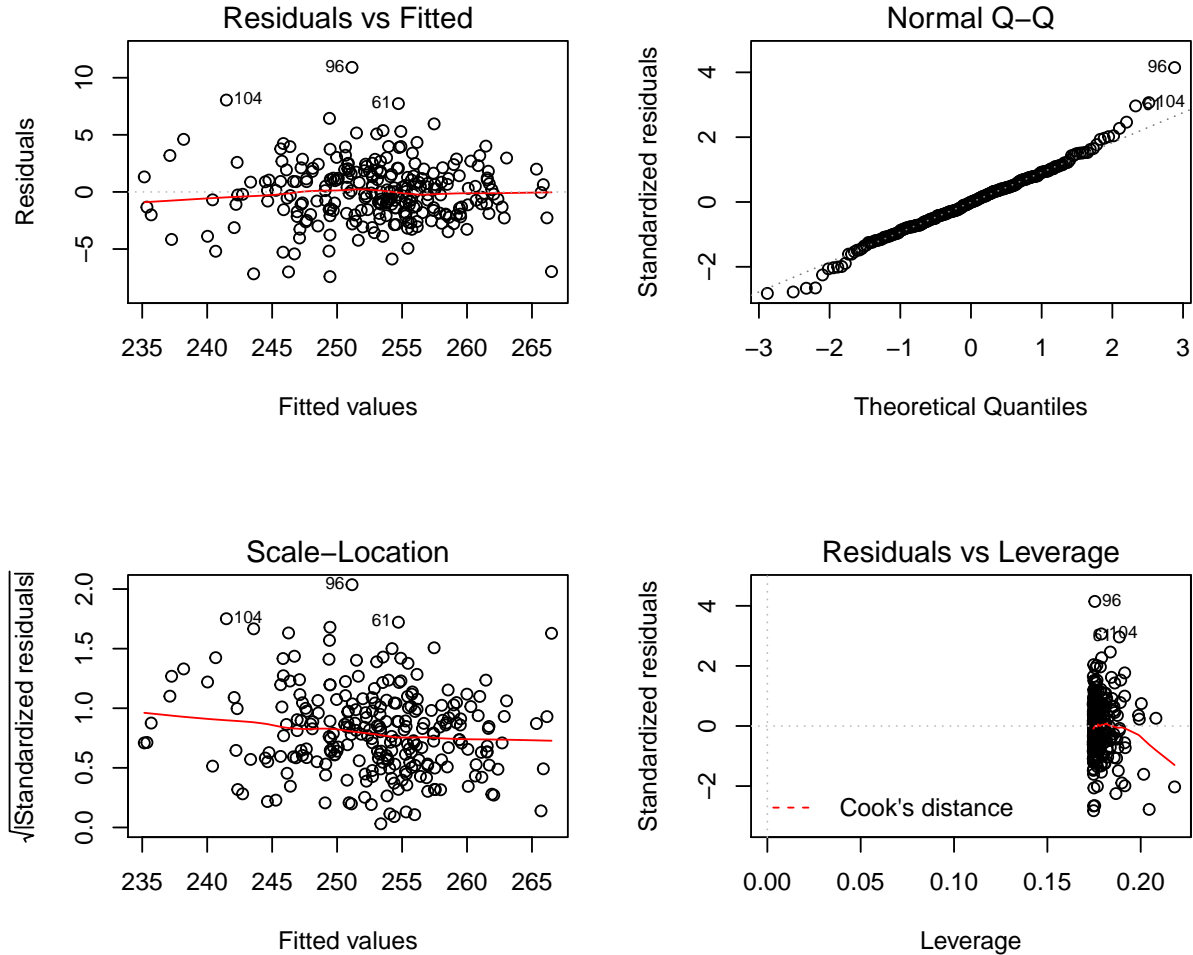 Residuals vs Fitted
Residuals
10
5
0
−5
96
104
61
235 240 245 250 255 260 265
Fitted values
Normal Q−Q
Standardized residuals
4
2
0
−2
96
61
104
−3 −2 −1 0 1 2 3
Theoretical Quantiles
Scale−Location
√|Standardized residuals|
2.0
1.5
1.0
0.5
0.0
96
104
61
235 240 245 250 255 260 265
Fitted values
Residuals vs Leverage
Standardized residuals
4
2
0
−2
96
61
104
Cook's distance
0.00 0.05 0.10 0.15 0.20
Leverage